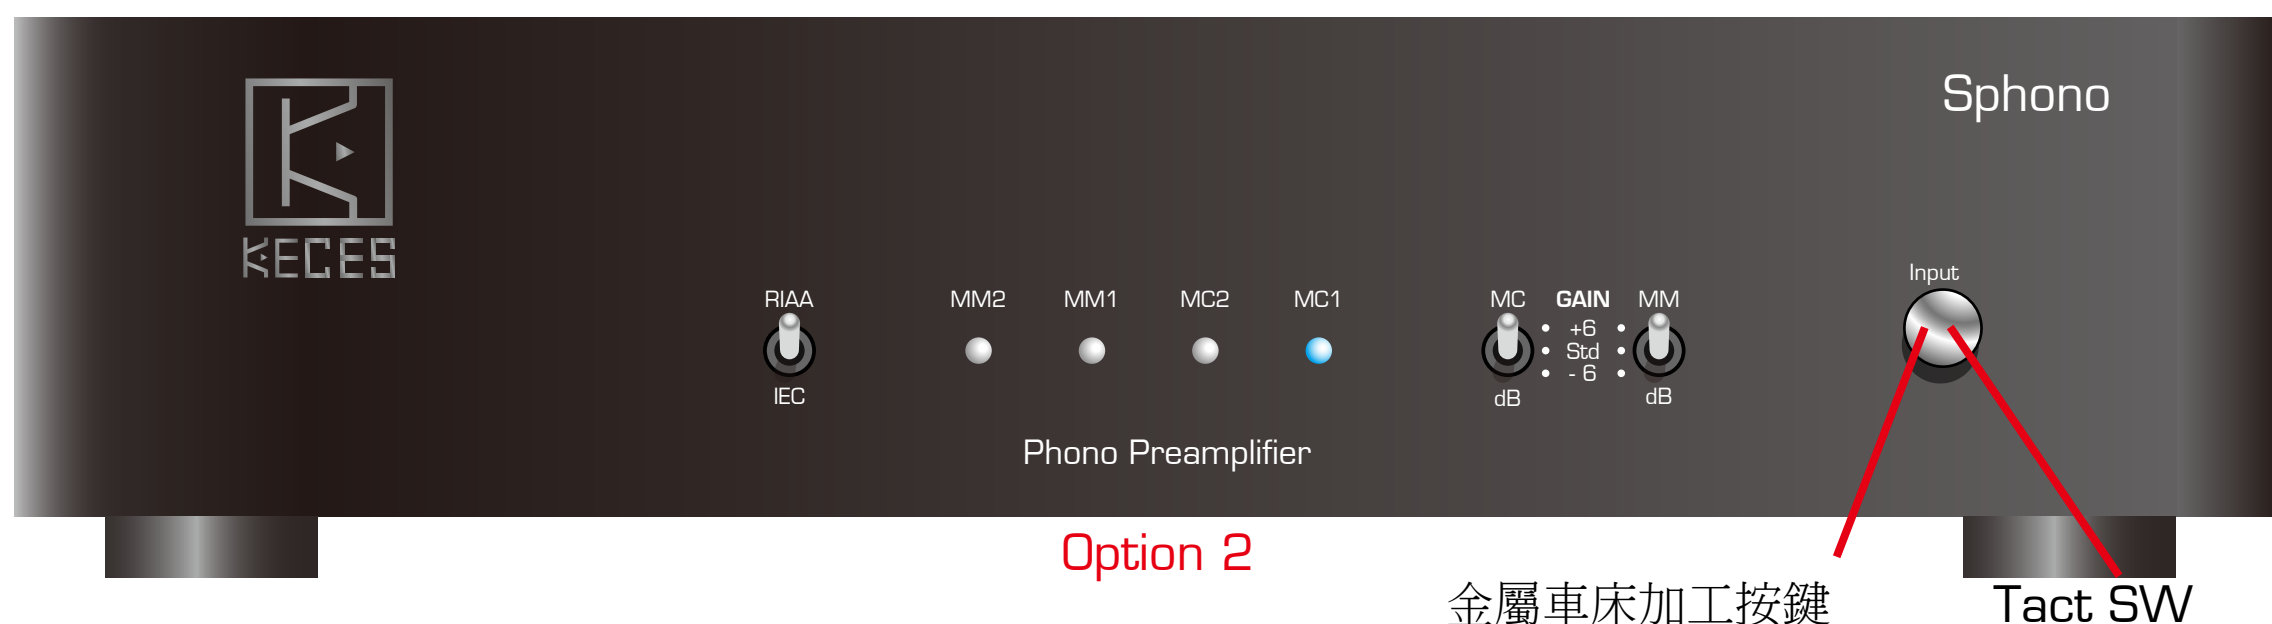 Sphono
KECES
Input
RIAA
MM2
MM1
MC2
MC1
MC
GAIN
MM
+6
Std
- 6
IEC
dB
dB
Phono Preamplifier
Option 2
金屬車床加工按鍵
Tact SW